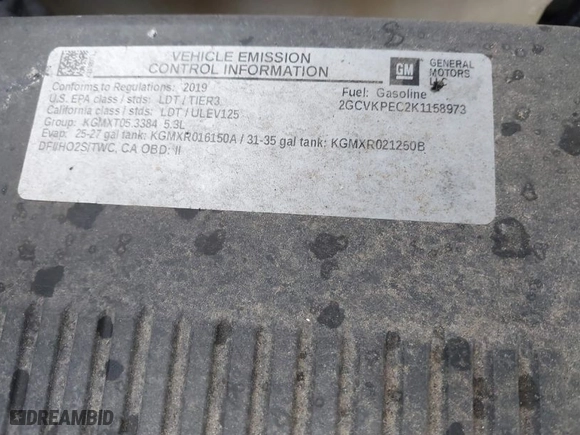 VEHICLE EMISSION
CONTROL INFORMATION
GM
GENERAL
MOTORS
LLC
Conforms to Regulations: 2019
U.S. EPA class / stds: LDT / TIER3
California class / stds: LDT / ULEV125
Group: KGMXT05.3384 5.3L
Evap: 25-27 gal tank: KGMXR016150A / 31-35 gal tank: KGMXR021250B
DFI/HO2S/TWC, CA OBD: II
Fuel: Gasoline
2GCVKPEC2K1158973
DREAMBID